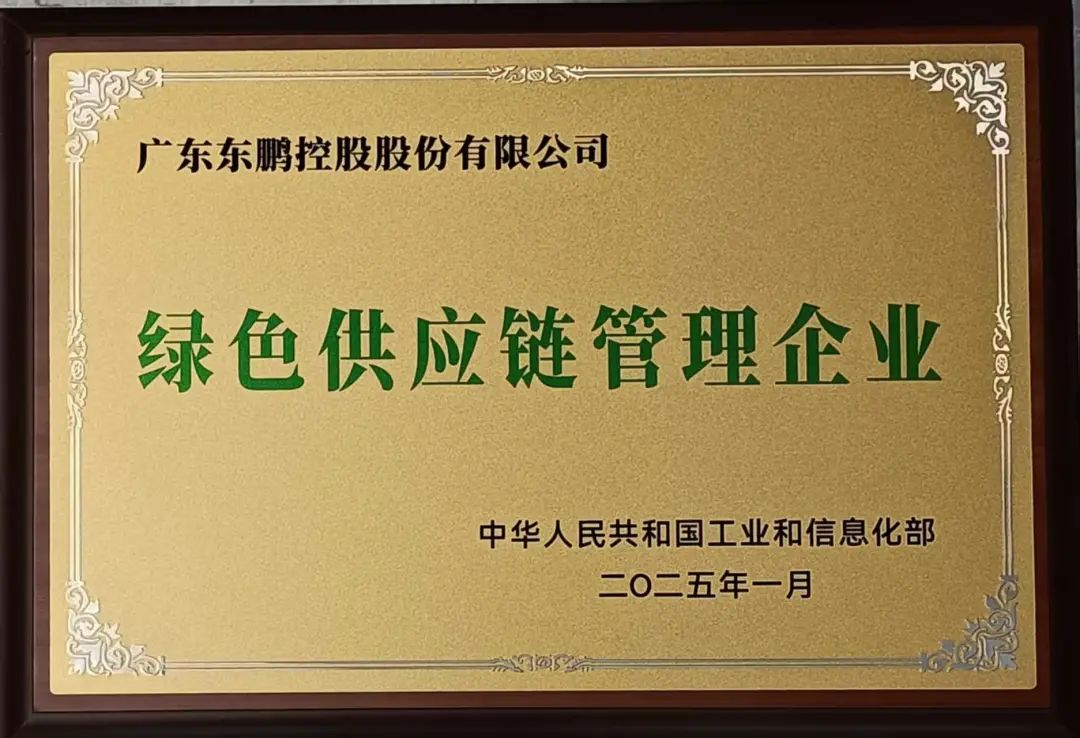 广东东鹏控股股份有限公司
绿色供应链管理企业
中华人民共和国工业和信息化部
二〇二五年一月